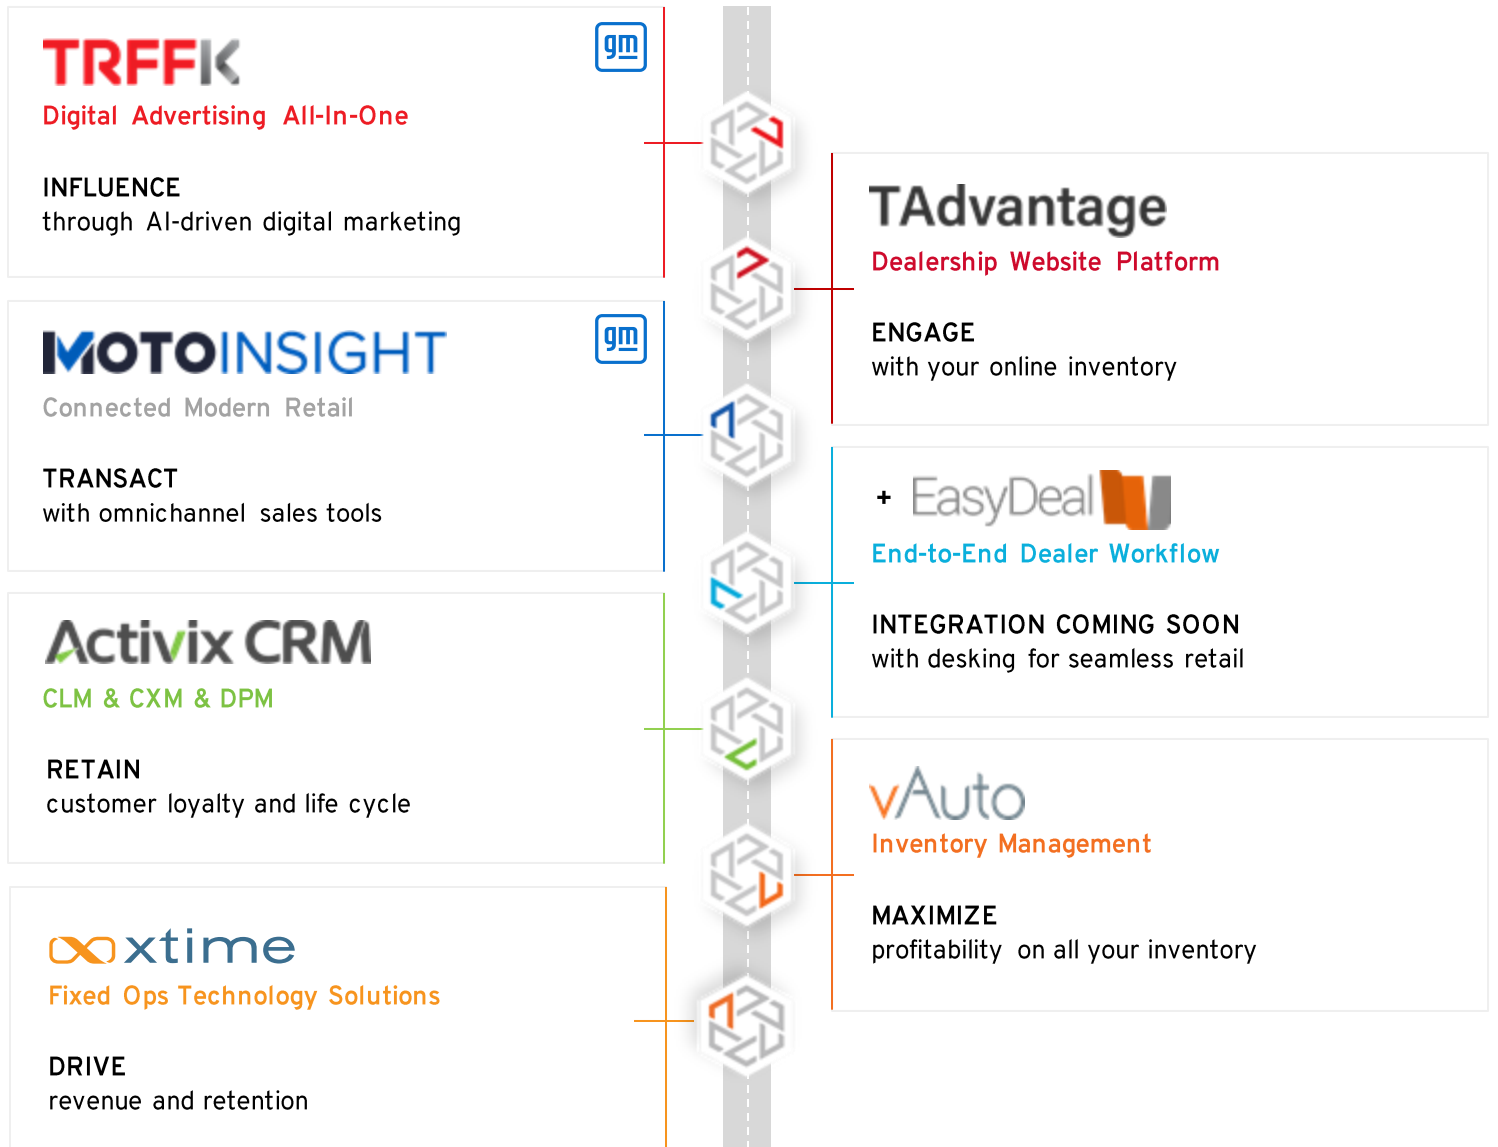 TRFFK
gm
Digital Advertising All-In-One
INFLUENCE
through AI-driven digital marketing
TAdvantage
Dealership Website Platform
ENGAGE
with your online inventory
MOTOINSIGHT
gm
Connected Modern Retail
TRANSACT
with omnichannel sales tools
+ EasyDeal
End-to-End Dealer Workflow
INTEGRATION COMING SOON
with desking for seamless retail
Activix CRM
CLM & CXM & DPM
RETAIN
customer loyalty and life cycle
vAuto
Inventory Management
MAXIMIZE
profitability on all your inventory
xtime
Fixed Ops Technology Solutions
DRIVE
revenue and retention